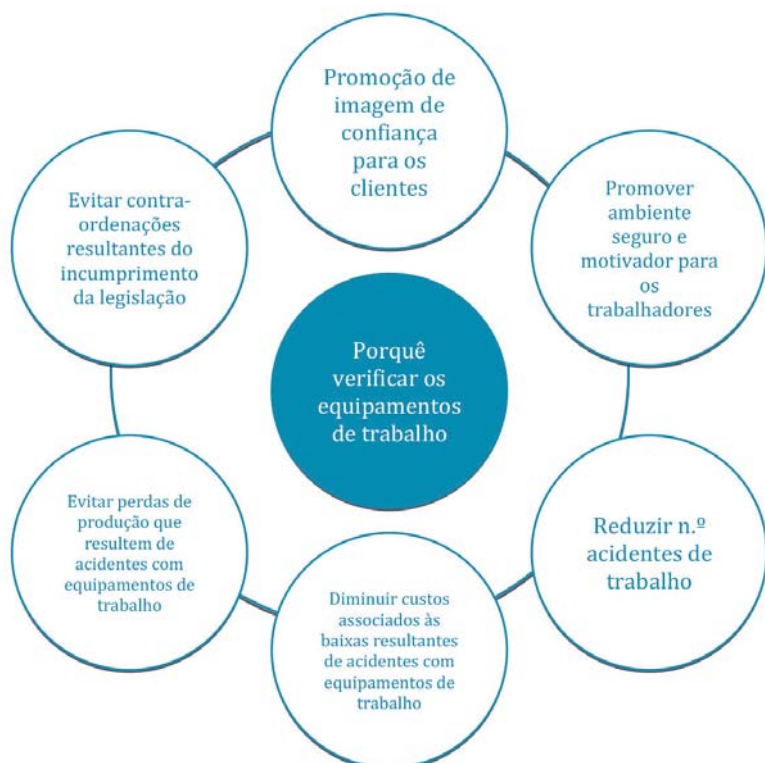 Promoção de
imagem de
confiança
para os
clientes
Promover
ambiente
seguro e
motivador para
os
trabalhadores
Reduzir n.º
acidentes de
trabalho
Diminuir custos
associados às
baixas resultantes
de acidentes com
equipamentos de
trabalho
Evitar perdas de
produção que
resultem de
acidentes com
equipamentos de
trabalho
Evitar contra-
ordenações
resultantes do
incumprimento
da legislação
Porquê
verificar os
equipamentos
de trabalho